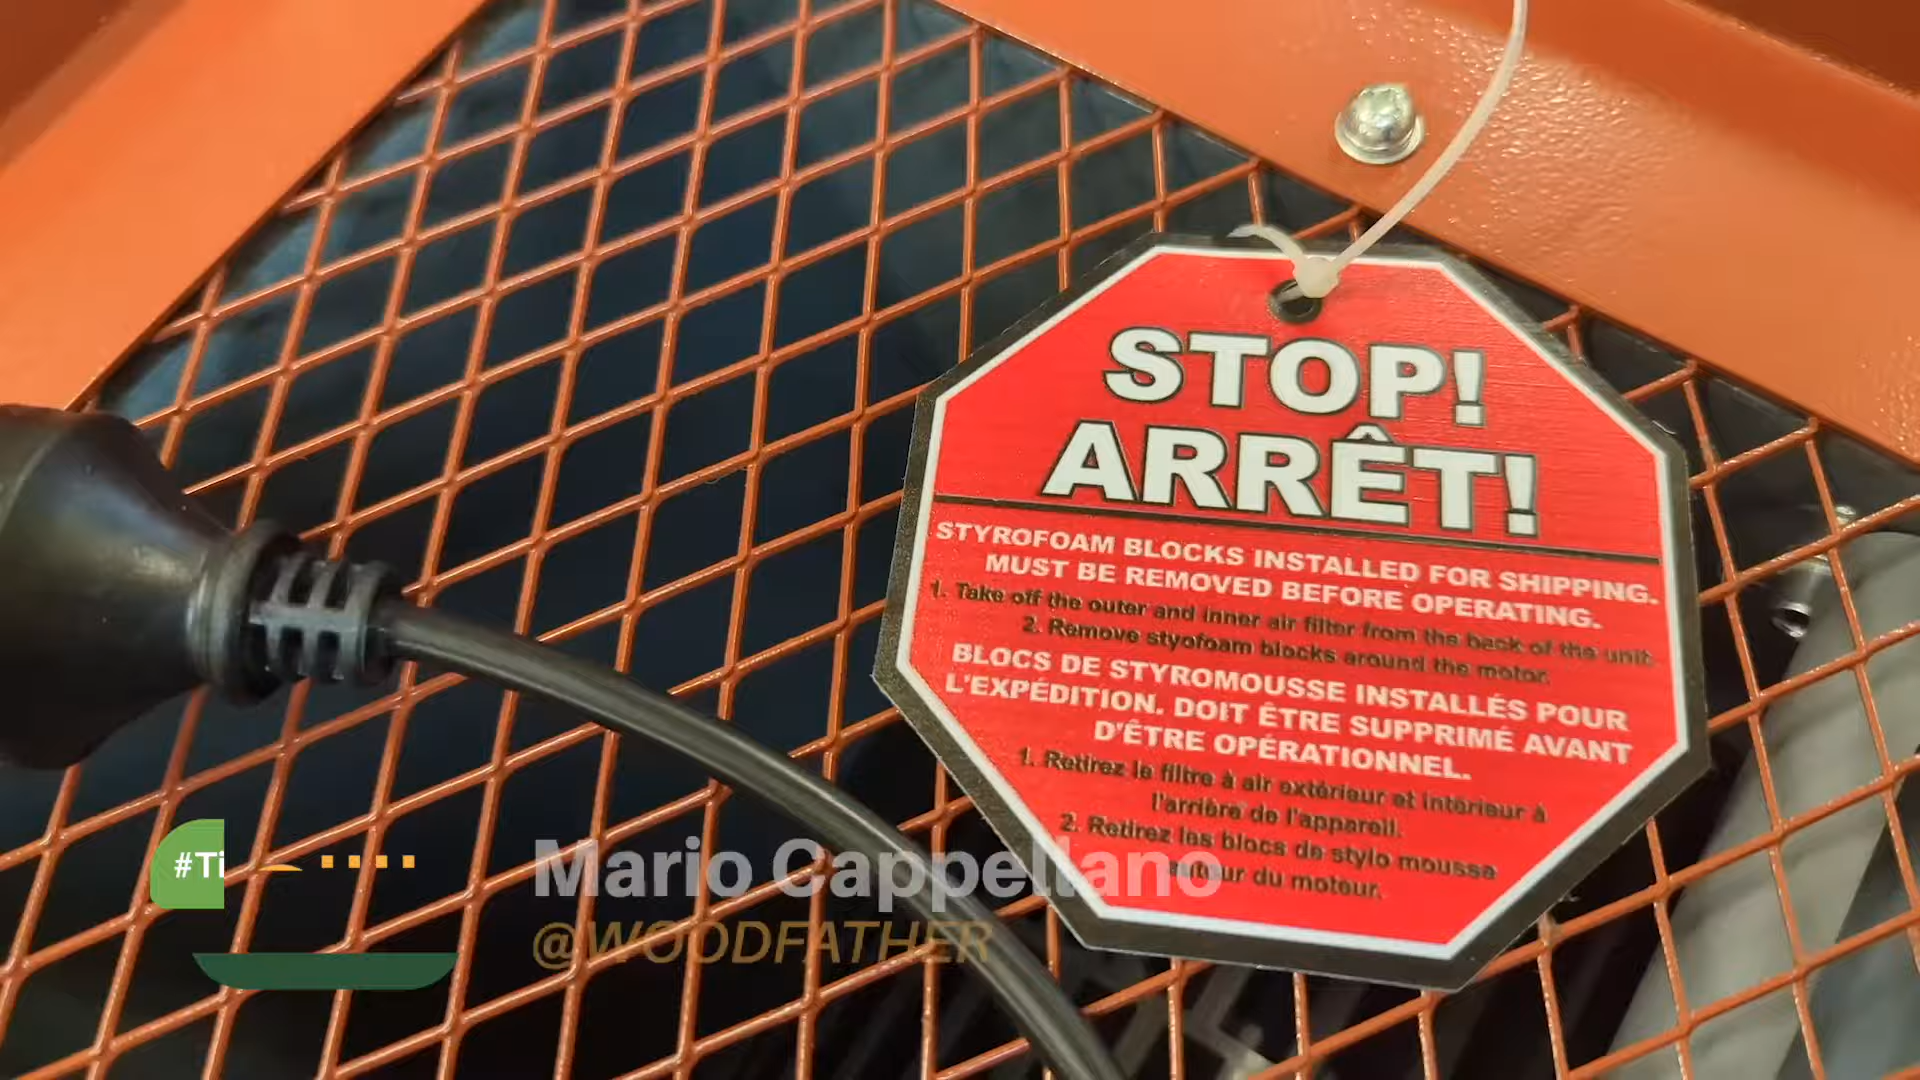 STOP!
ARRÊT!
STYROFOAM BLOCKS INSTALLED FOR SHIPPING.
MUST BE REMOVED BEFORE OPERATING.
1. Take off the outer and inner air filter from the back of the unit.
2. Remove styofoam blocks around the motor.
BLOCS DE STYROMOUSSE INSTALLÉS POUR
L'EXPÉDITION. DOIT ÊTRE SUPPRIMÉ AVANT
D'ÊTRE OPÉRATIONNEL.
1. Retirez le filtre à air extérieur et intérieur à
l'arrière de l'appareil.
2. Retirez les blocs de stylo mousse
autour du moteur.
#Ti
Mario Cappellano
@WOODFATHER